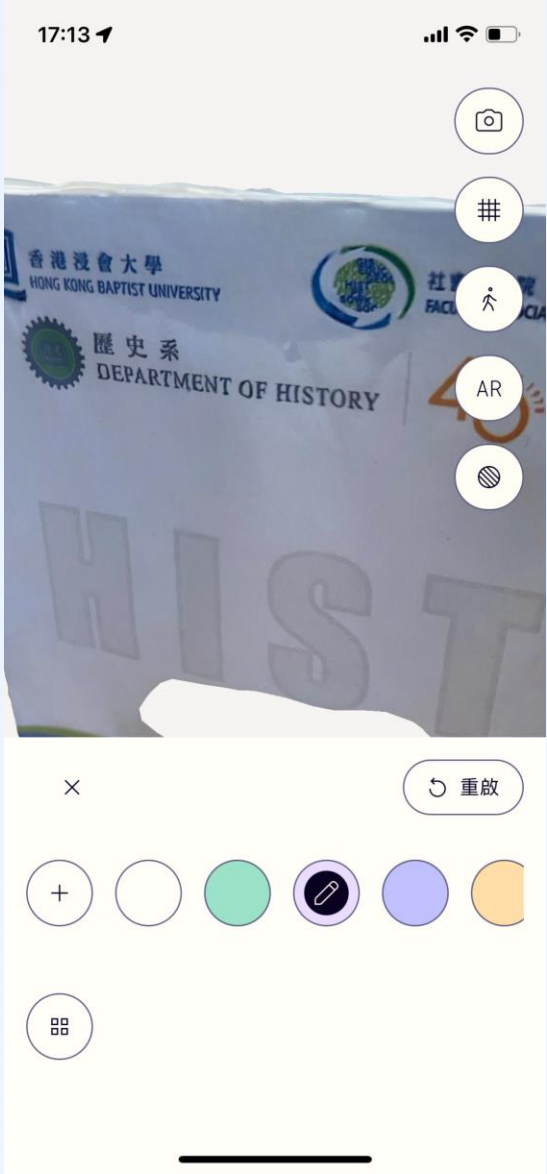 17:13
香港浸會大學
HONG KONG BAPTIST UNIVERSITY
社
歷史系
DEPARTMENT OF HISTORY
AR
HIST
重啟